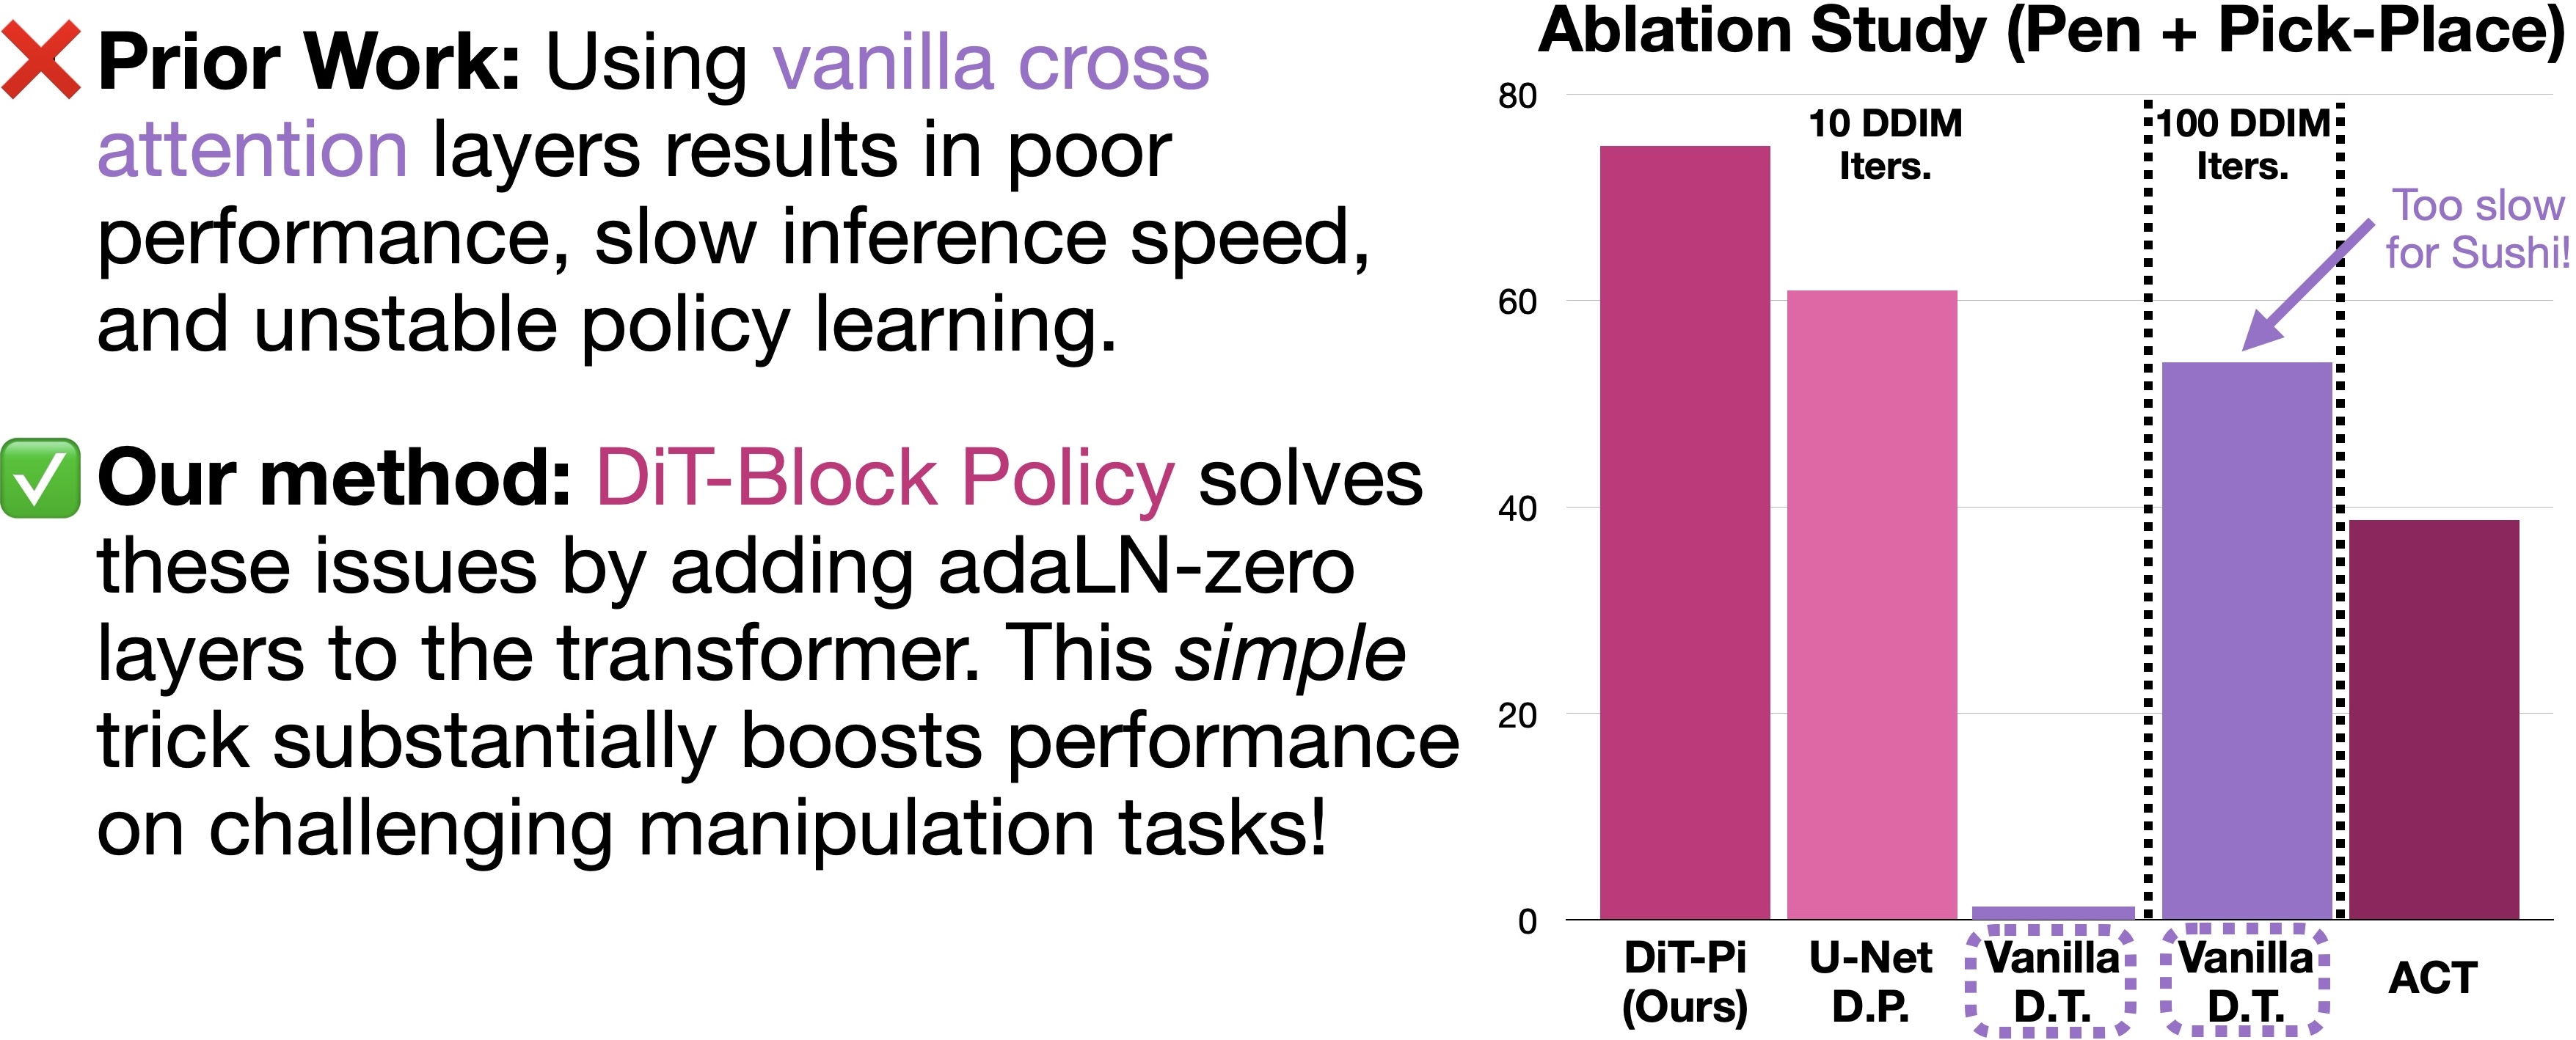 Prior Work: Using vanilla cross
attention layers results in poor
performance, slow inference speed,
and unstable policy learning.
Our method: DiT-Block Policy solves
these issues by adding adaLN-zero
layers to the transformer. This simple
trick substantially boosts performance
on challenging manipulation tasks!
Ablation Study (Pen + Pick-Place)
80
60
40
20
0
10 DDIM
Iters.
100 DDIM
Iters.
Too slow
for Sushi!
DiT-Pi
(Ours)
U-Net
D.P.
Vanilla
D.T.
Vanilla
D.T.
ACT